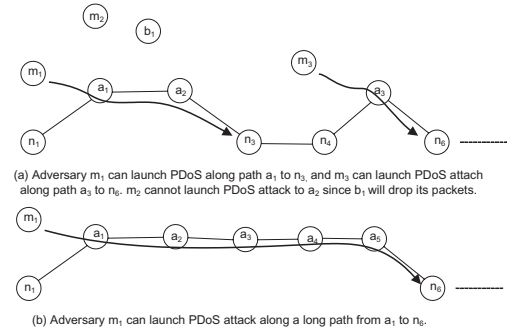 m2
b1
m1
m3
a1
a2
a3
n1
n3
n4
n6
(a) Adversary m1 can launch PDoS along path a1 to n3, and m3 can launch PDoS attach
along path a3 to n6. m2 cannot launch PDoS attack to a2 since b1 will drop its packets.
m1
a1
a2
a3
a4
a5
n1
n6
(b) Adversary m1 can launch PDoS attack along a long path from a1 to n6.